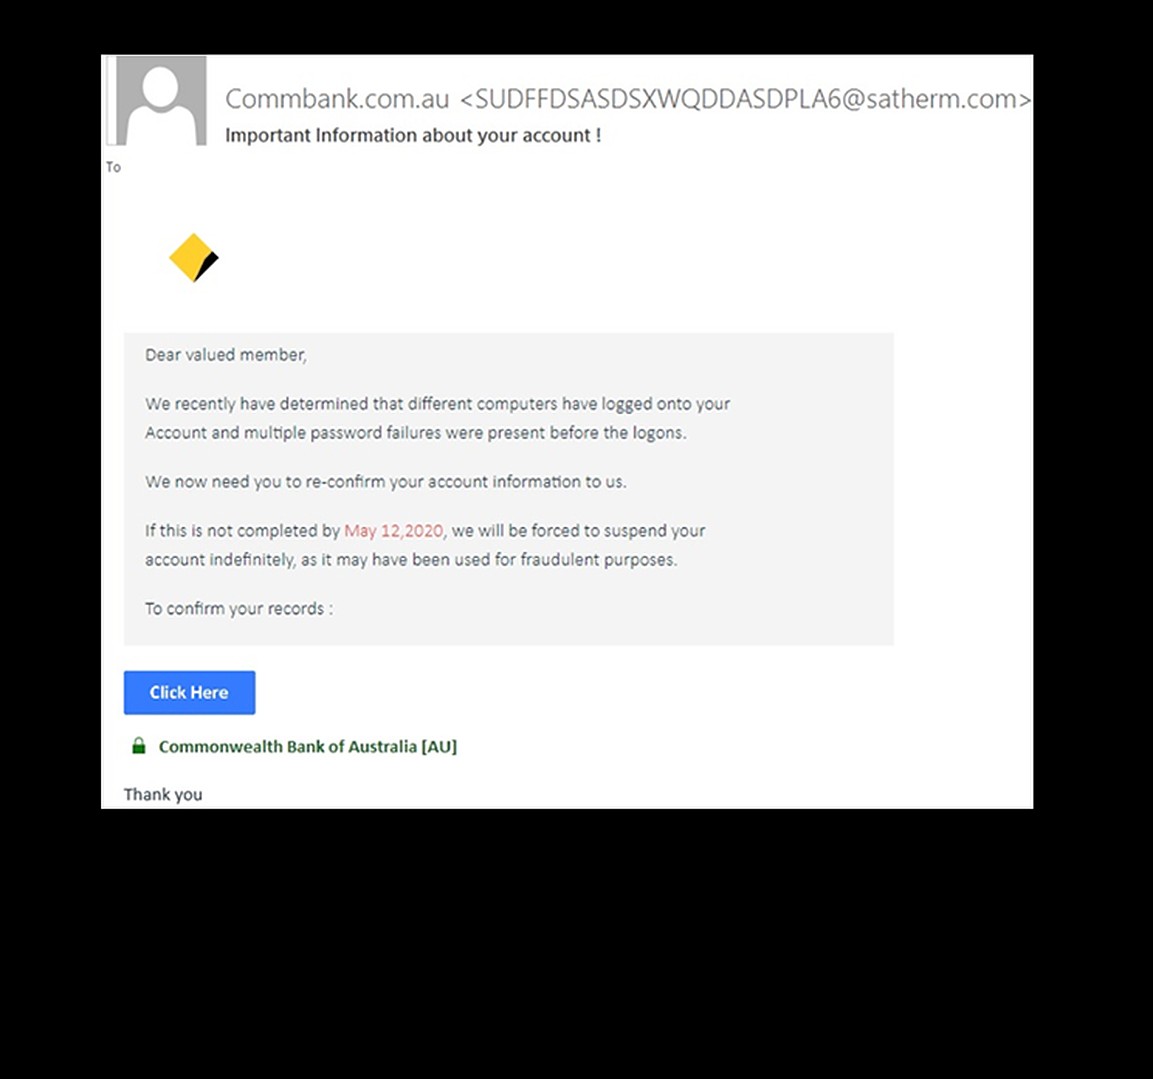 Commbank.com.au <SUDFFDSASDSXWQDDASDPLA6@satherm.com>
Important Information about your account !
To
Dear valued member,
We recently have determined that different computers have logged onto your
Account and multiple password failures were present before the logons.
We now need you to re-confirm your account information to us.
If this is not completed by May 12,2020, we will be forced to suspend your
account indefinitely, as it may have been used for fraudulent purposes.
To confirm your records :
Click Here
Commonwealth Bank of Australia [AU]
Thank you